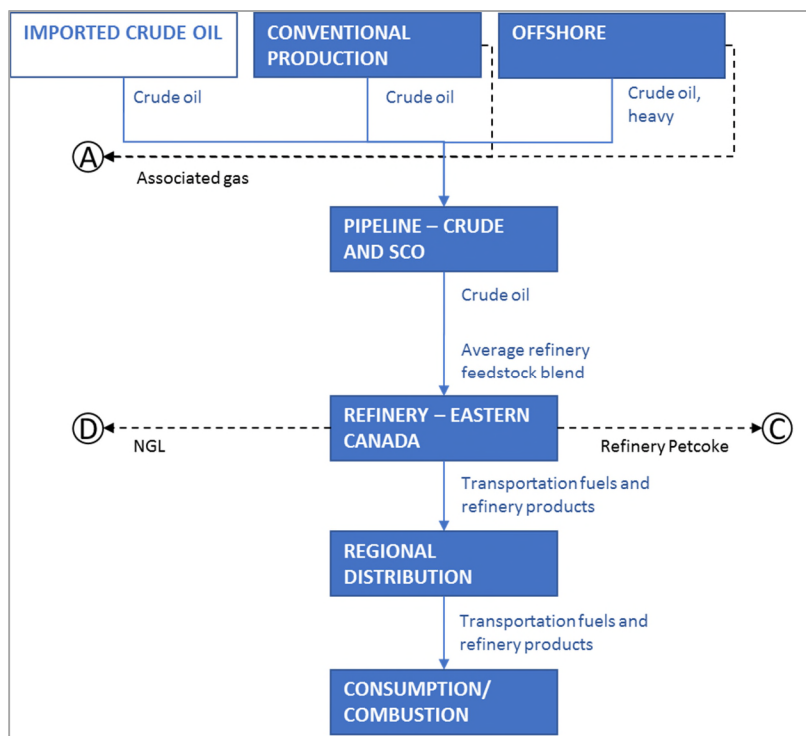 IMPORTED CRUDE OIL
CONVENTIONAL
PRODUCTION
OFFSHORE
Crude oil
Crude oil
Crude oil,
heavy
A
Associated gas
PIPELINE – CRUDE
AND SCO
Crude oil
Average refinery
feedstock blend
D
NGL
REFINERY – EASTERN
CANADA
Refinery Petcoke
C
Transportation fuels and
refinery products
REGIONAL
DISTRIBUTION
Transportation fuels and
refinery products
CONSUMPTION/
COMBUSTION